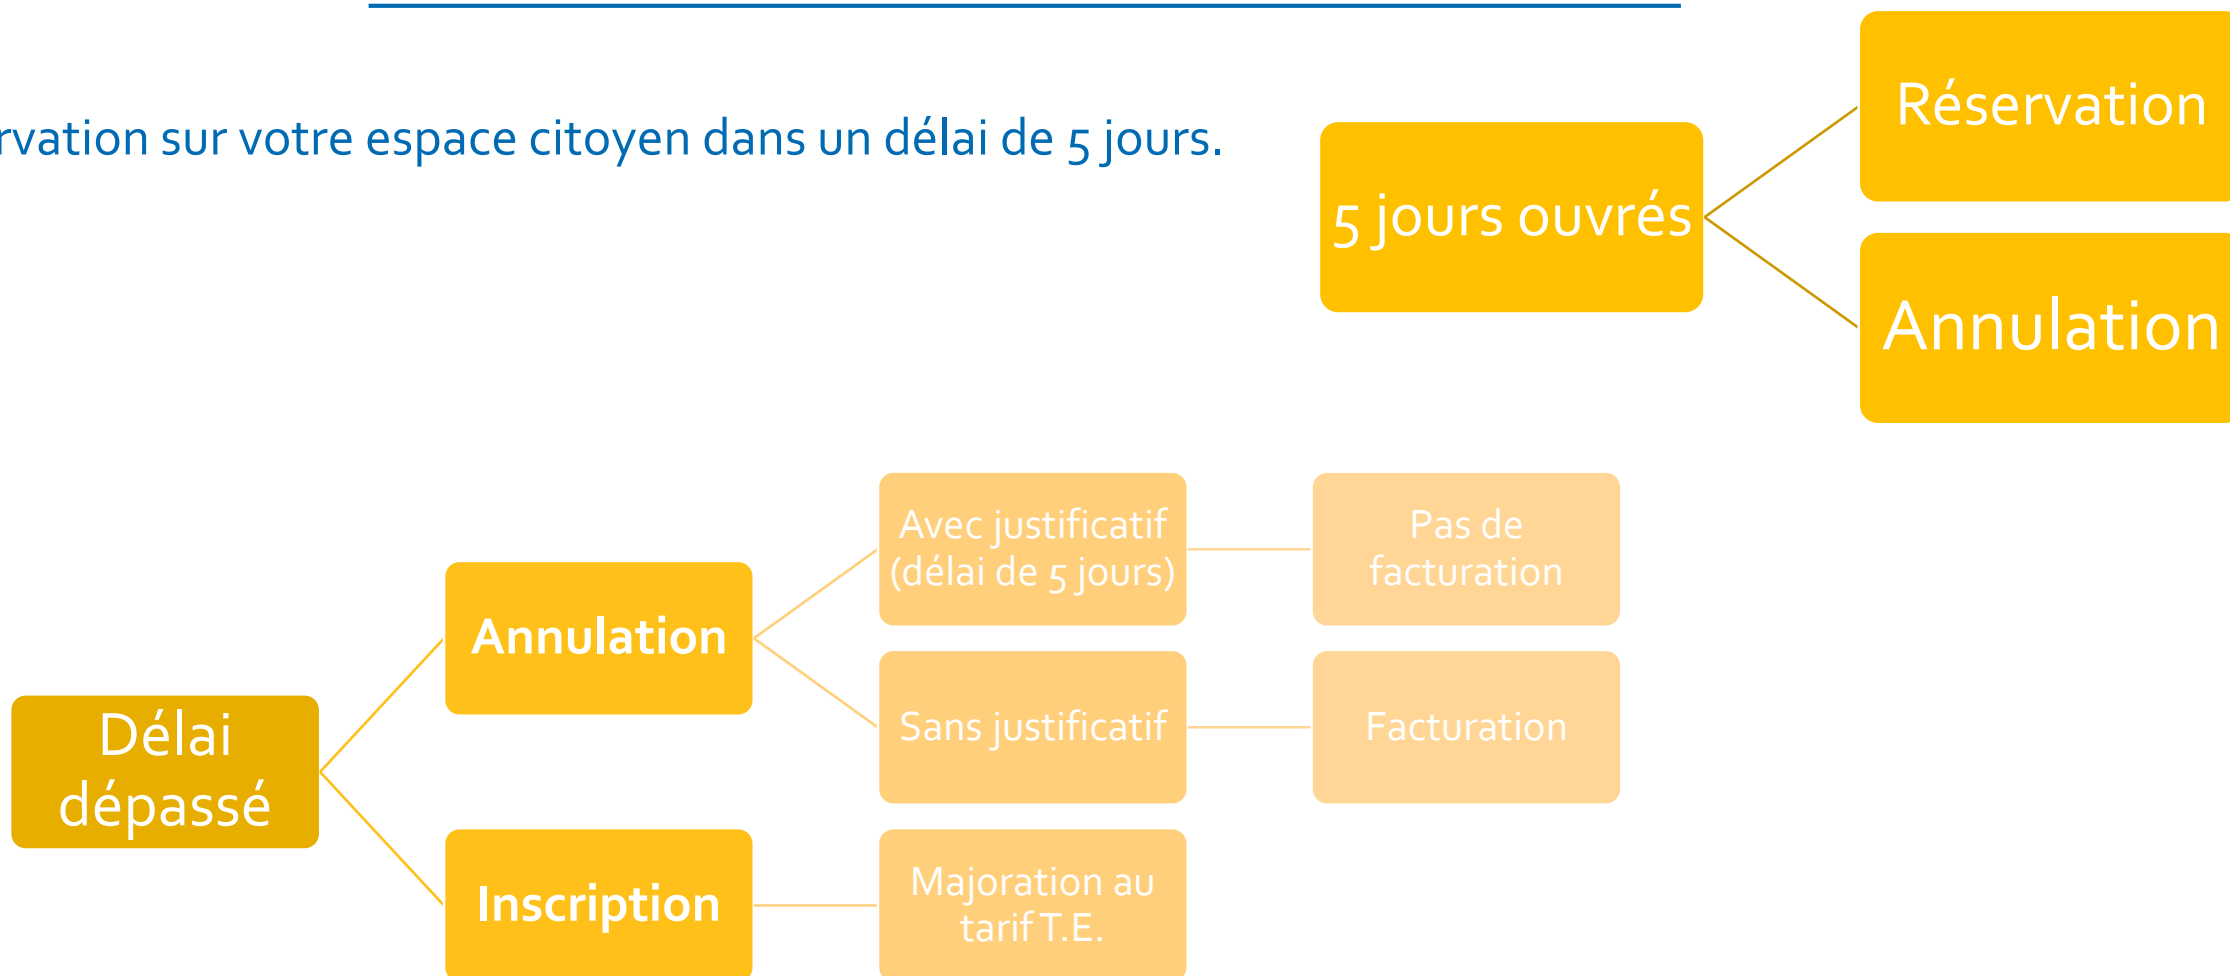 sur votre espace citoyen dans un délai de 5 jours.
5 jours ouvrés
Réservation
Annulation
Délai
dépassé
Annulation
Avec justificatif
(délai de 5 jours)
Pas de
facturation
Sans justificatif
Facturation
Inscription
Majoration au
tarif T.E.